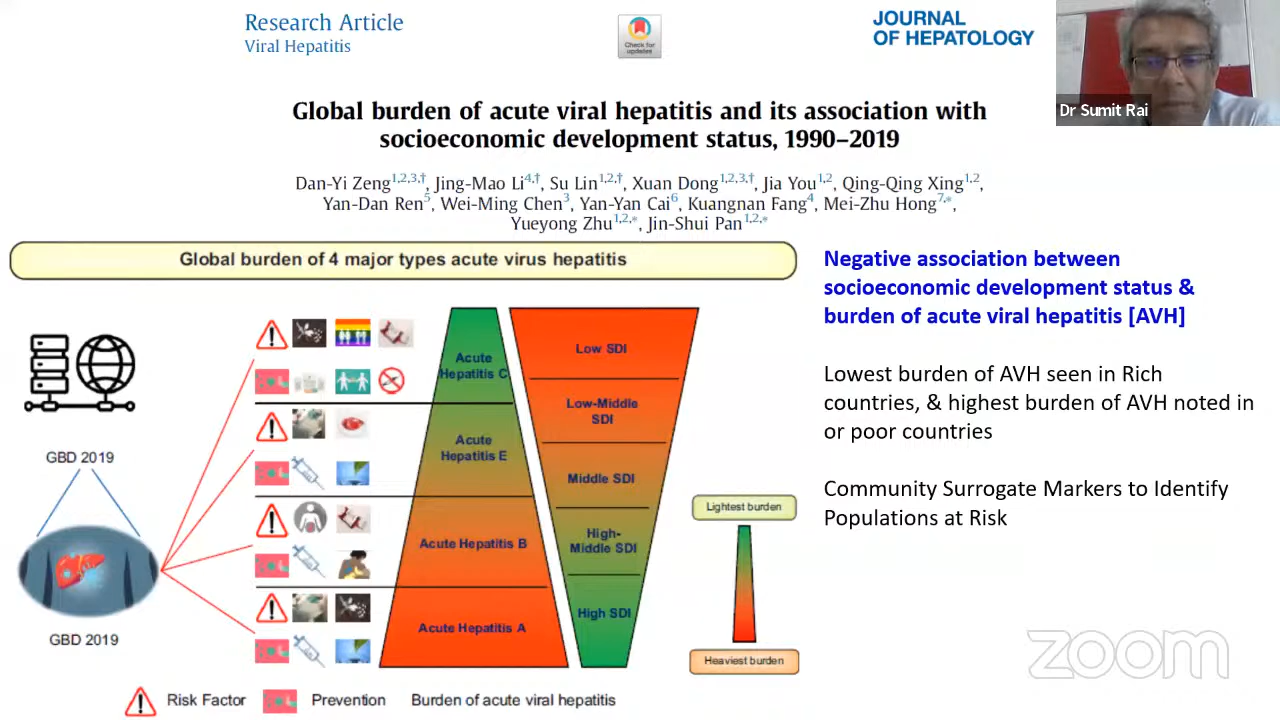 Research Article
Viral Hepatitis
Check for
updates
JOURNAL
OF HEPATOLOGY
Dr Sumit Rai
Global burden of acute viral hepatitis and its association with
socioeconomic development status, 1990–2019
Dan-Yi Zeng1,2,3,†, Jing-Mao Li4,†, Su Lin1,2,†, Xuan Dong1,2,3,†, Jia You1,2, Qing-Qing Xing1,2,
Yan-Dan Ren5, Wei-Ming Chen3, Yan-Yan Cai6, Kuangnan Fang4, Mei-Zhu Hong7,*,
Yueyong Zhu1,2,*, Jin-Shui Pan1,2,*
Global burden of 4 major types acute virus hepatitis
GBD 2019
GBD 2019
Acute
Hepatitis C
Acute
Hepatitis E
Acute Hepatitis B
Acute Hepatitis A
Low SDI
Low-Middle
SDI
Middle SDI
High-
Middle SDI
High SDI
Lightest burden
Heaviest burden
Risk Factor
Prevention
Burden of acute viral hepatitis
Negative association between
socioeconomic development status &
burden of acute viral hepatitis [AVH]
Lowest burden of AVH seen in Rich
countries, & highest burden of AVH noted in
or poor countries
Community Surrogate Markers to Identify
Populations at Risk
zoom